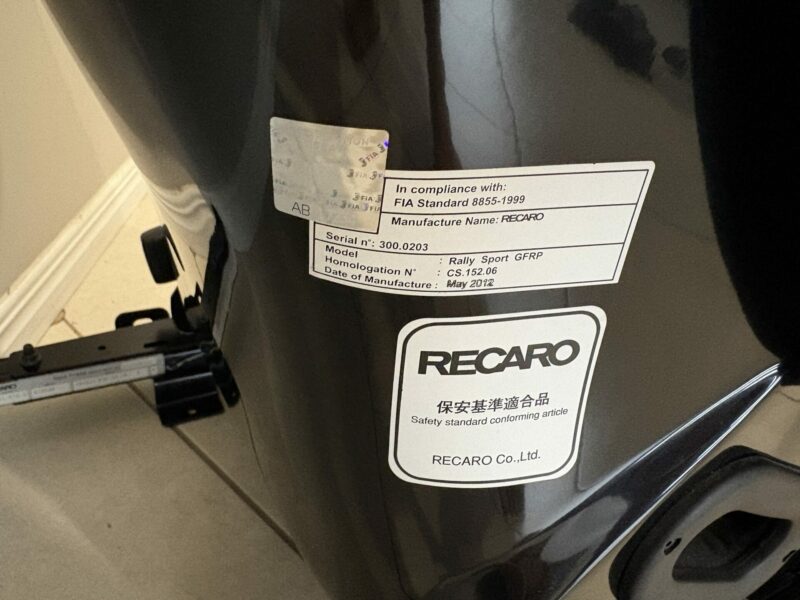 AB
In compliance with:
FIA Standard 8855-1999
Manufacture Name: RECARO
Serial n°: 300.0203
Model : Rally Sport GFRP
Homologation N° : CS.152.06
Date of Manufacture : May 2012
RECARO
保安基準適合品
Safety standard conforming article
RECARO Co.,Ltd.
RECARO